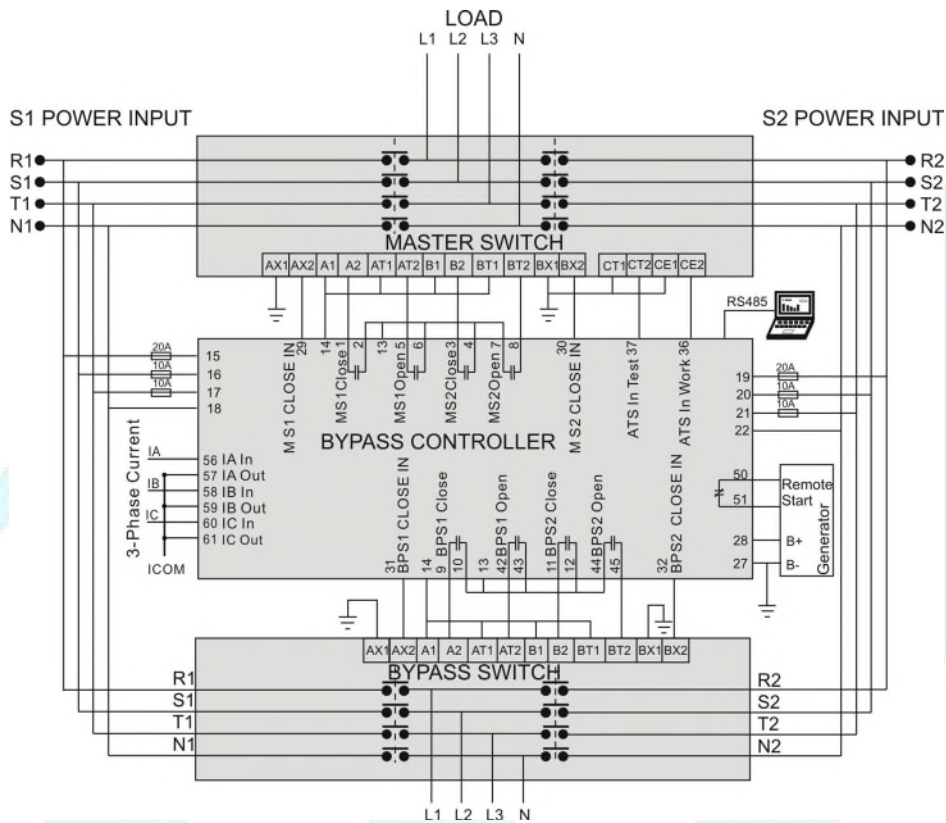 LOAD
L1 L2 L3 N
S1 POWER INPUT
S2 POWER INPUT
R1
R2
S1
S2
T1
T2
N1
N2
MASTER SWITCH
AX1 AX2 A1 A2 AT1 AT2 B1 B2 BT1 BT2 BX1 BX2 CT1 CT2 CE1 CE2
RS485
29 MS1 CLOSE IN
14
MS1Close 1
2
13
MS1Open 5
6
MS2Close 3
4
MS2Open 7
8
30 MS2 CLOSE IN
ATS In Test 37
ATS In Work 36
20A 15
10A 16
10A 17
18
19 20A
20 10A
21 10A
22
BYPASS CONTROLLER
3-Phase Current
IA 56 IA In
57 IA Out
IB 58 IB In
59 IB Out
IC 60 IC In
61 IC Out
ICOM
31 BPS1 CLOSE IN
14
9 BPS1 Close
10
13
42 BPS1 Open
43
11 BPS2 Close
12
44 BPS2 Open
45
32 BPS2 CLOSE IN
50
51
Remote
Start
28 B+
27 B-
Generator
AX1 AX2 A1 A2 AT1 AT2 B1 B2 BT1 BT2 BX1 BX2
BYPASS SWITCH
R1
R2
S1
S2
T1
T2
N1
N2
L1 L2 L3 N